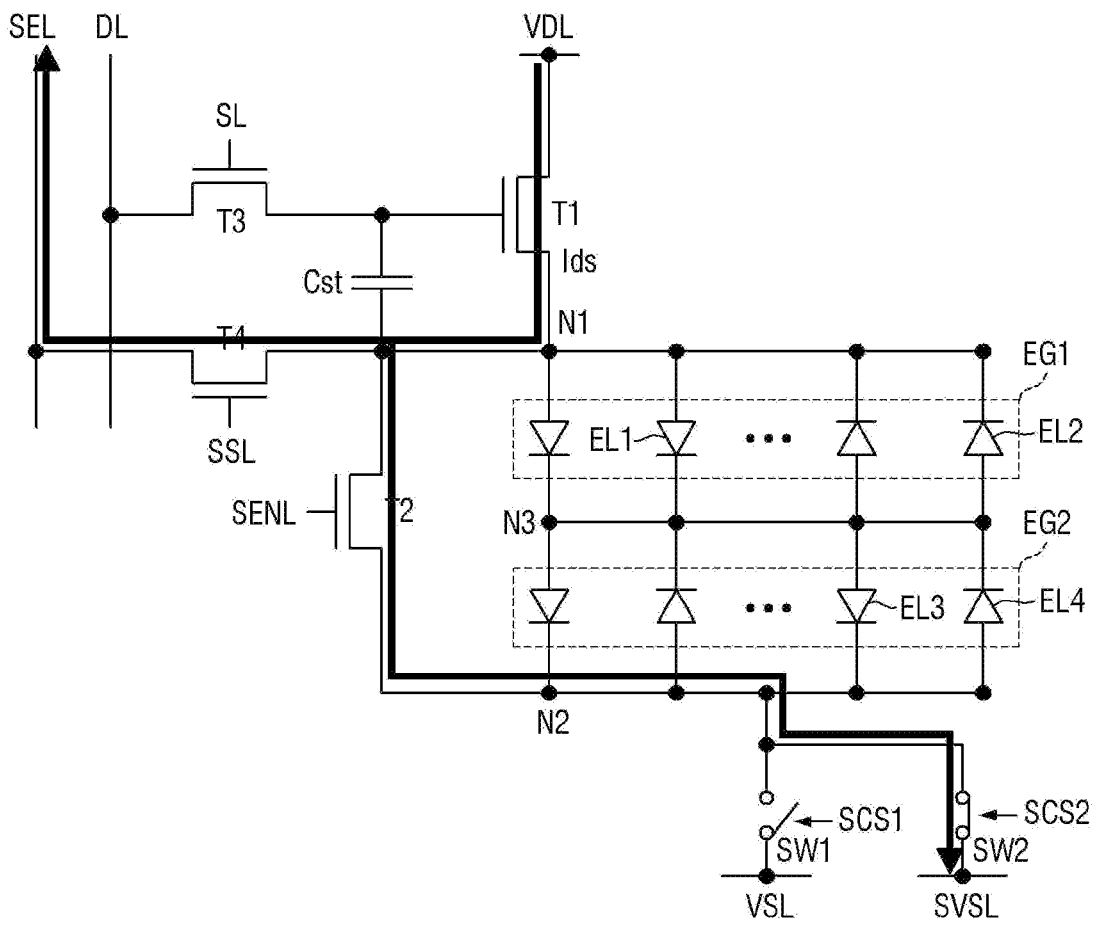 SEL DL VDL
SL
T3
T1
Ids
Cst
N1
T4
EG1
SSL
EL1
EL2
SENL
2
N3
EG2
EL3
EL4
N2
SCS1
SCS2
SW1
SW2
VSL
SVSL